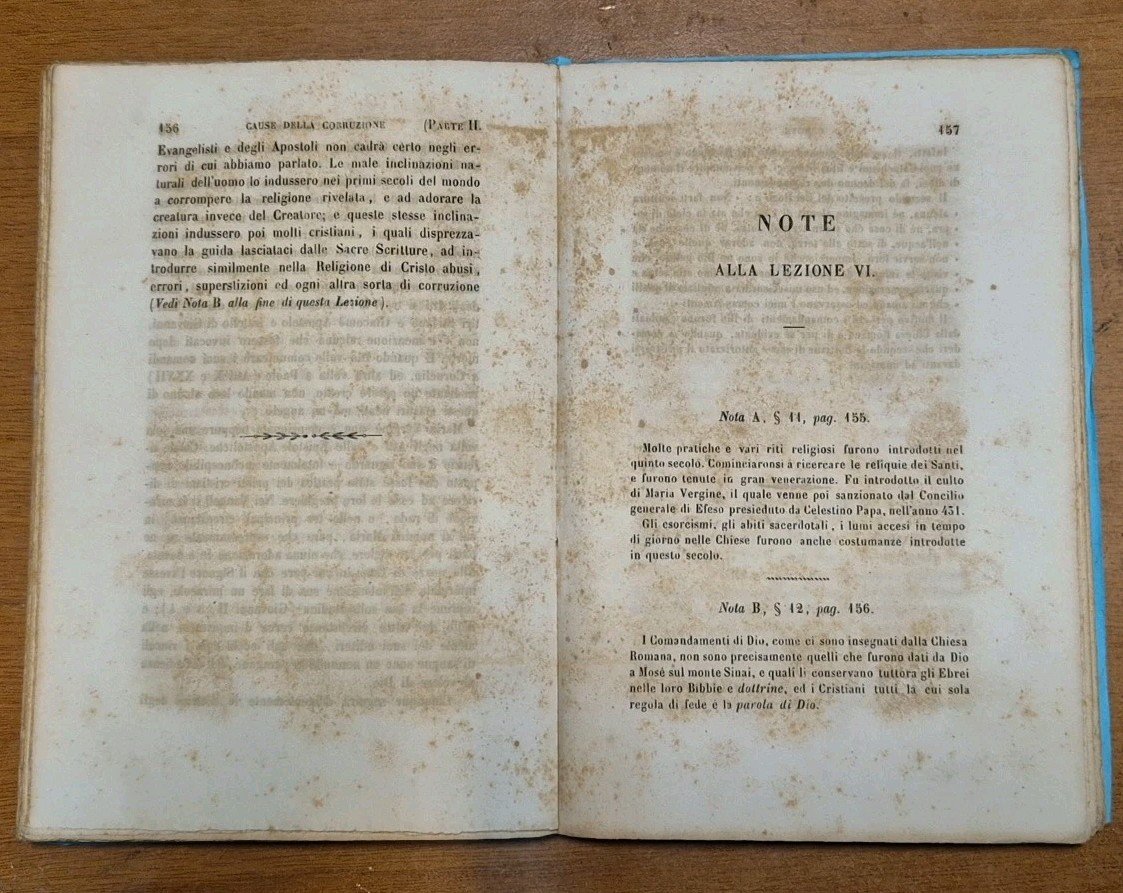 156 CAUSE DELLA CORRUZIONE (PARTE II.
Evangelisti e degli Apostoli non cadrà certo negli er-
rori di cui abbiamo parlato. Le male inclinazioni na-
turali dell'uomo lo indussero nei primi secoli del mondo
a corrompere la religione rivelata, e ad adorare la
creatura invece del Creatore; e queste stesse inclina-
zioni indussero poi molti cristiani, i quali disprezza-
vano la guida lasciataci dalle Sacre Scritture, ad in-
trodurre similmente nella Religione di Cristo abusi,
errori, superstizioni ed ogni altra sorta di corruzione
(Vedi Nota B alla fine di questa Lezione).
157
NOTE
ALLA LEZIONE VI.
Nota A, § 11, pag. 155.
Molte pratiche e vari riti religiosi furono introdotti nel
quinto secolo. Cominciaronsi a ricercare le reliquie dei Santi,
e furono tenute in gran venerazione. Fu introdotto il culto
di Maria Vergine, il quale venne poi sanzionato dal Concilio
generale di Efeso presieduto da Celestino Papa, nell'anno 431.
Gli esorcismi, gli abiti sacerdotali, i lumi accesi in tempo
di giorno nelle Chiese furono anche costumanze introdotte
in questo secolo.
Nota B, § 12, pag. 156.
I Comandamenti di Dio, come ci sono insegnati dalla Chiesa
Romana, non sono precisamente quelli che furono dati da Dio
a Mosè sul monte Sinai, e quali li conservano tuttora gli Ebrei
nelle loro Bibbie e dottrine, ed i Cristiani tutti la cui sola
regola di fede è la parola di Dio.